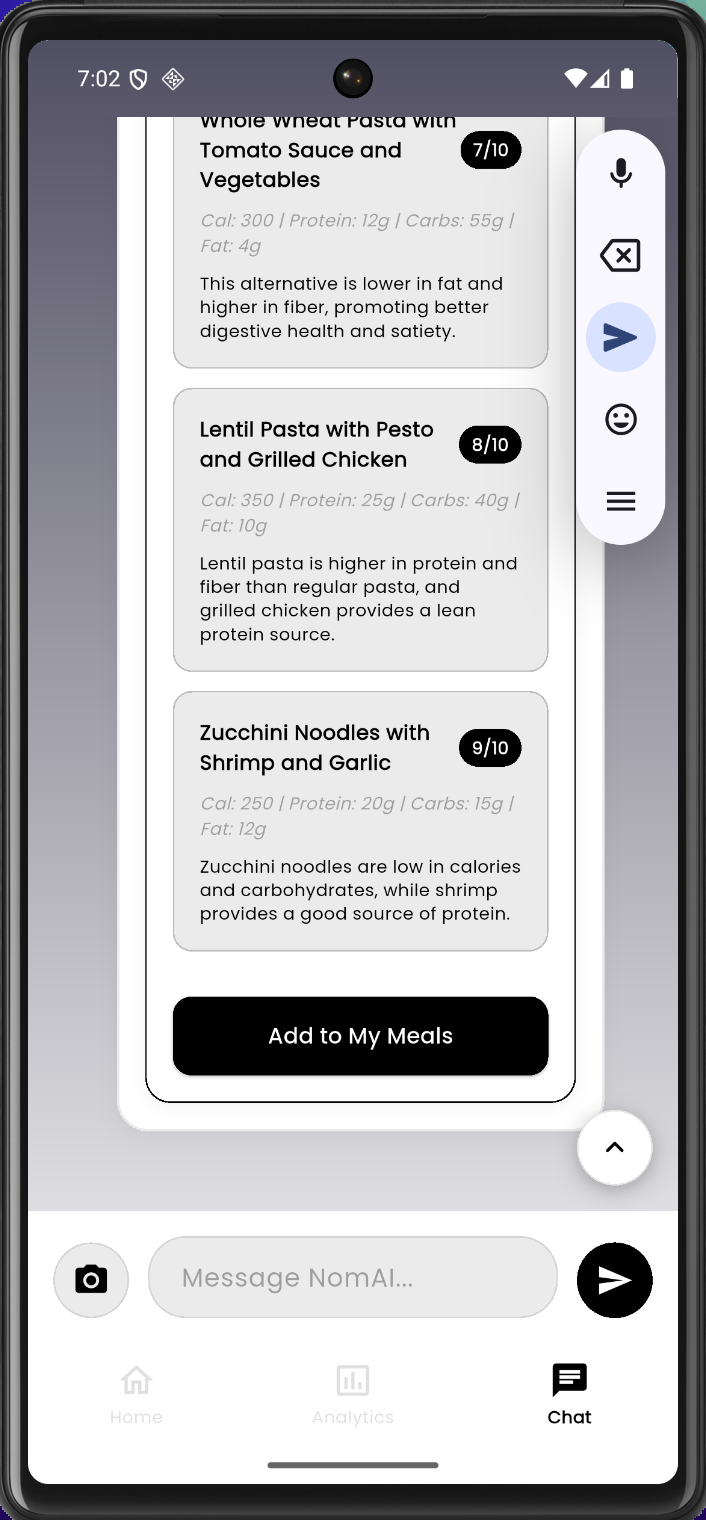 7:02
Whole Wheat Pasta with
Tomato Sauce and
Vegetables
7/10
Cal: 300 | Protein: 12g | Carbs: 55g |
Fat: 4g
This alternative is lower in fat and
higher in fiber, promoting better
digestive health and satiety.
Lentil Pasta with Pesto
and Grilled Chicken
8/10
Cal: 350 | Protein: 25g | Carbs: 40g |
Fat: 10g
Lentil pasta is higher in protein and
fiber than regular pasta, and
grilled chicken provides a lean
protein source.
Zucchini Noodles with
Shrimp and Garlic
9/10
Cal: 250 | Protein: 20g | Carbs: 15g |
Fat: 12g
Zucchini noodles are low in calories
and carbohydrates, while shrimp
provides a good source of protein.
Add to My Meals
Message NomAI...
Home
Analytics
Chat